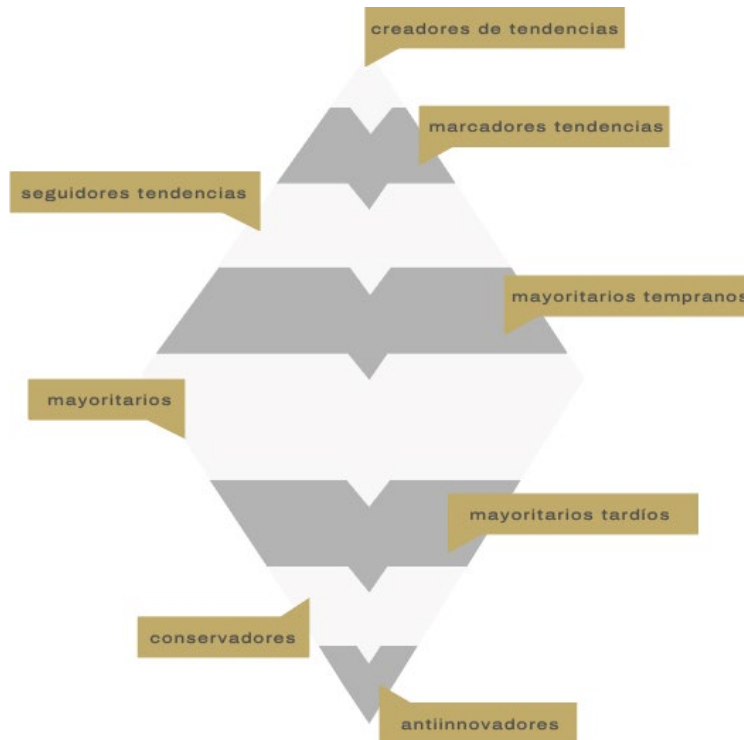 creadores de tendencias
marcadores tendencias
seguidores tendencias
mayoritarios tempranos
mayoritarios
mayoritarios tardíos
conservadores
antiinnovadores